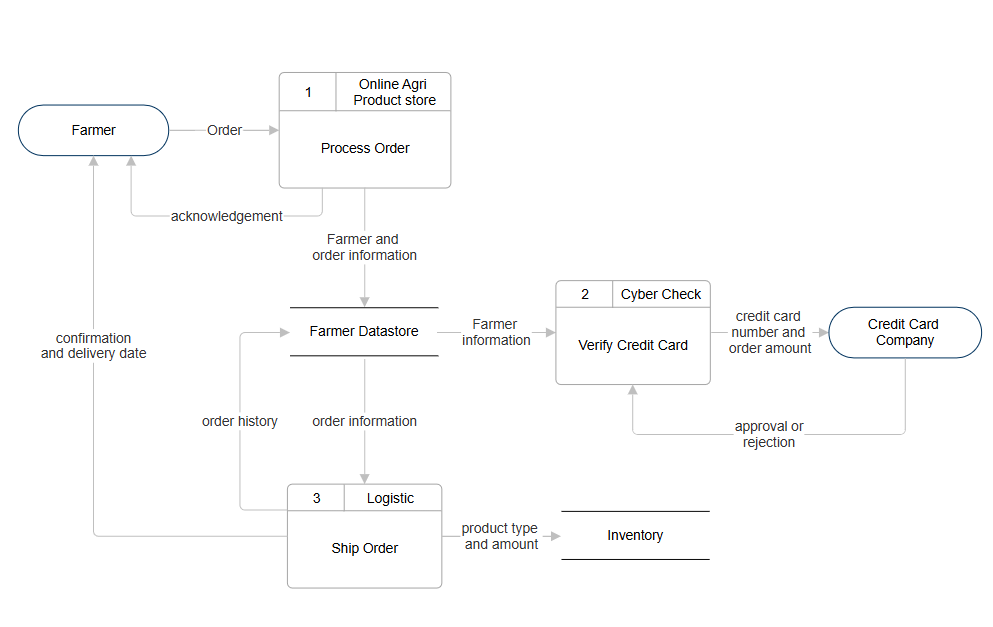 1
Online Agri
Product store
Farmer
Order
Process Order
acknowledgement
Farmer and
order information
2
Cyber Check
Farmer Datastore
Farmer
information
Verify Credit Card
credit card
number and
order amount
Credit Card
Company
confirmation
and delivery date
order history
order information
approval or
rejection
3
Logistic
Ship Order
product type
and amount
Inventory